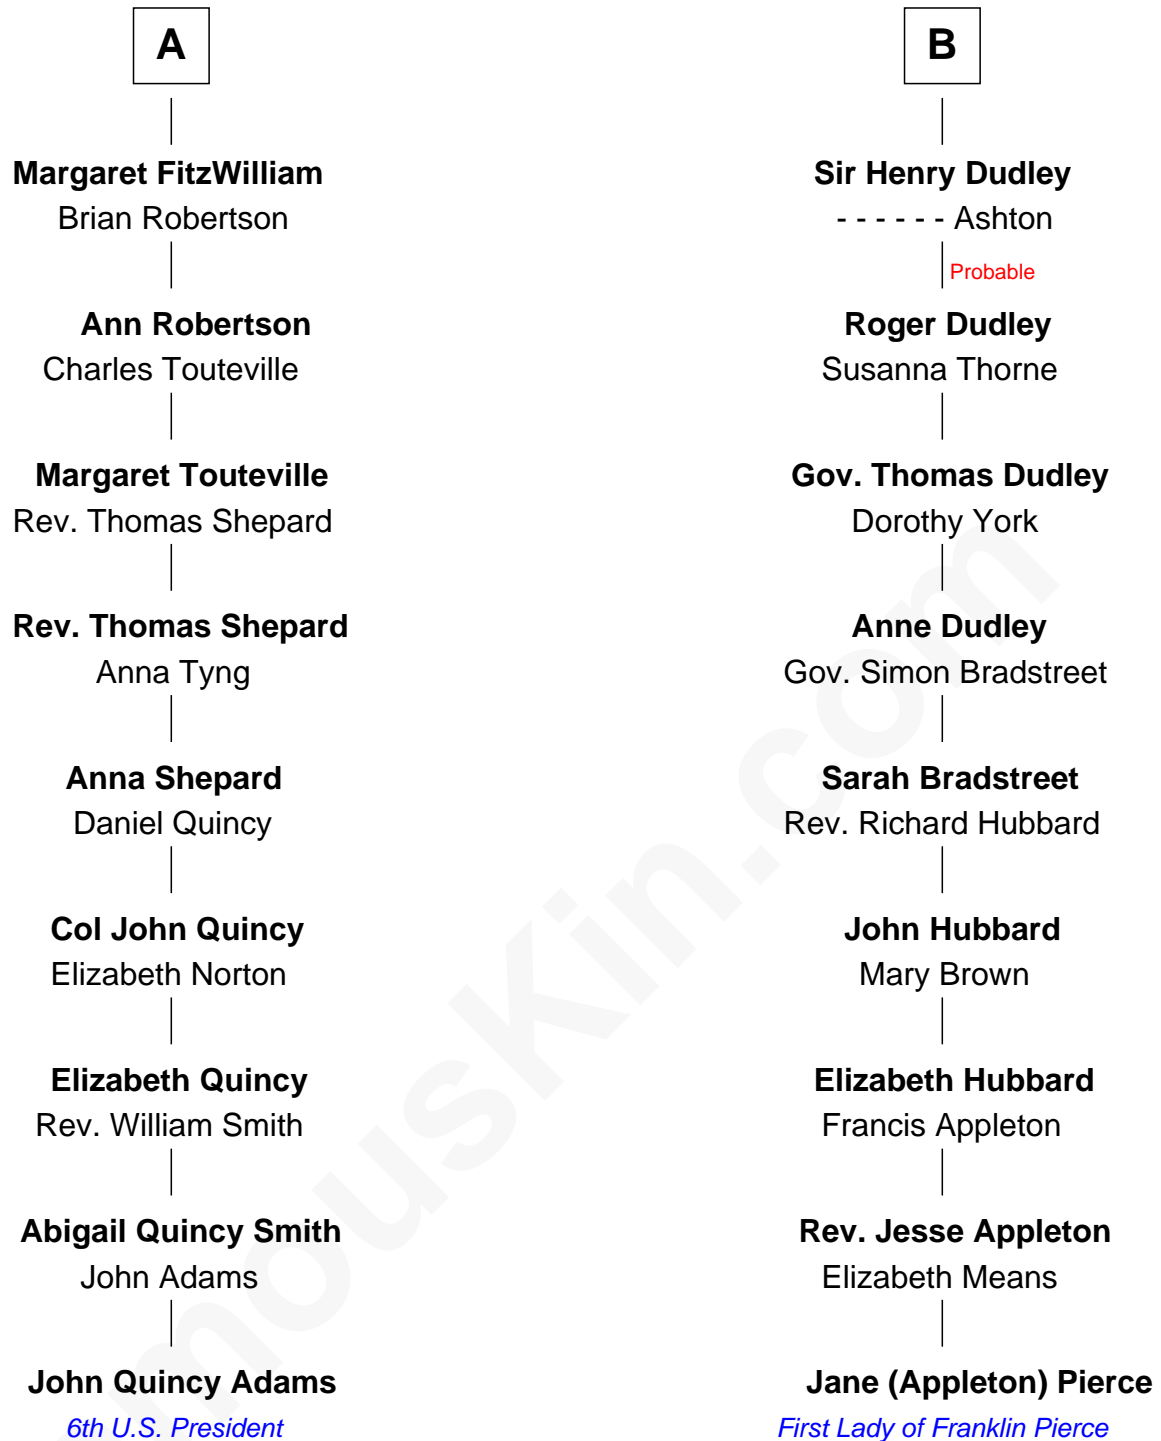 A
Margaret FitzWilliam
Brian Robertson
Ann Robertson
Charles Touteville
Margaret Touteville
Rev. Thomas Shepard
Rev. Thomas Shepard
Anna Tyng
Anna Shepard
Daniel Quincy
Col John Quincy
Elizabeth Norton
Elizabeth Quincy
Rev. William Smith
Abigail Quincy Smith
John Adams
John Quincy Adams
6th U.S. President
B
Sir Henry Dudley
- - - - - - Ashton
Probable
Roger Dudley
Susanna Thorne
Gov. Thomas Dudley
Dorothy York
Anne Dudley
Gov. Simon Bradstreet
Sarah Bradstreet
Rev. Richard Hubbard
John Hubbard
Mary Brown
Elizabeth Hubbard
Francis Appleton
Rev. Jesse Appleton
Elizabeth Means
Jane (Appleton) Pierce
First Lady of Franklin Pierce
mouskin.com